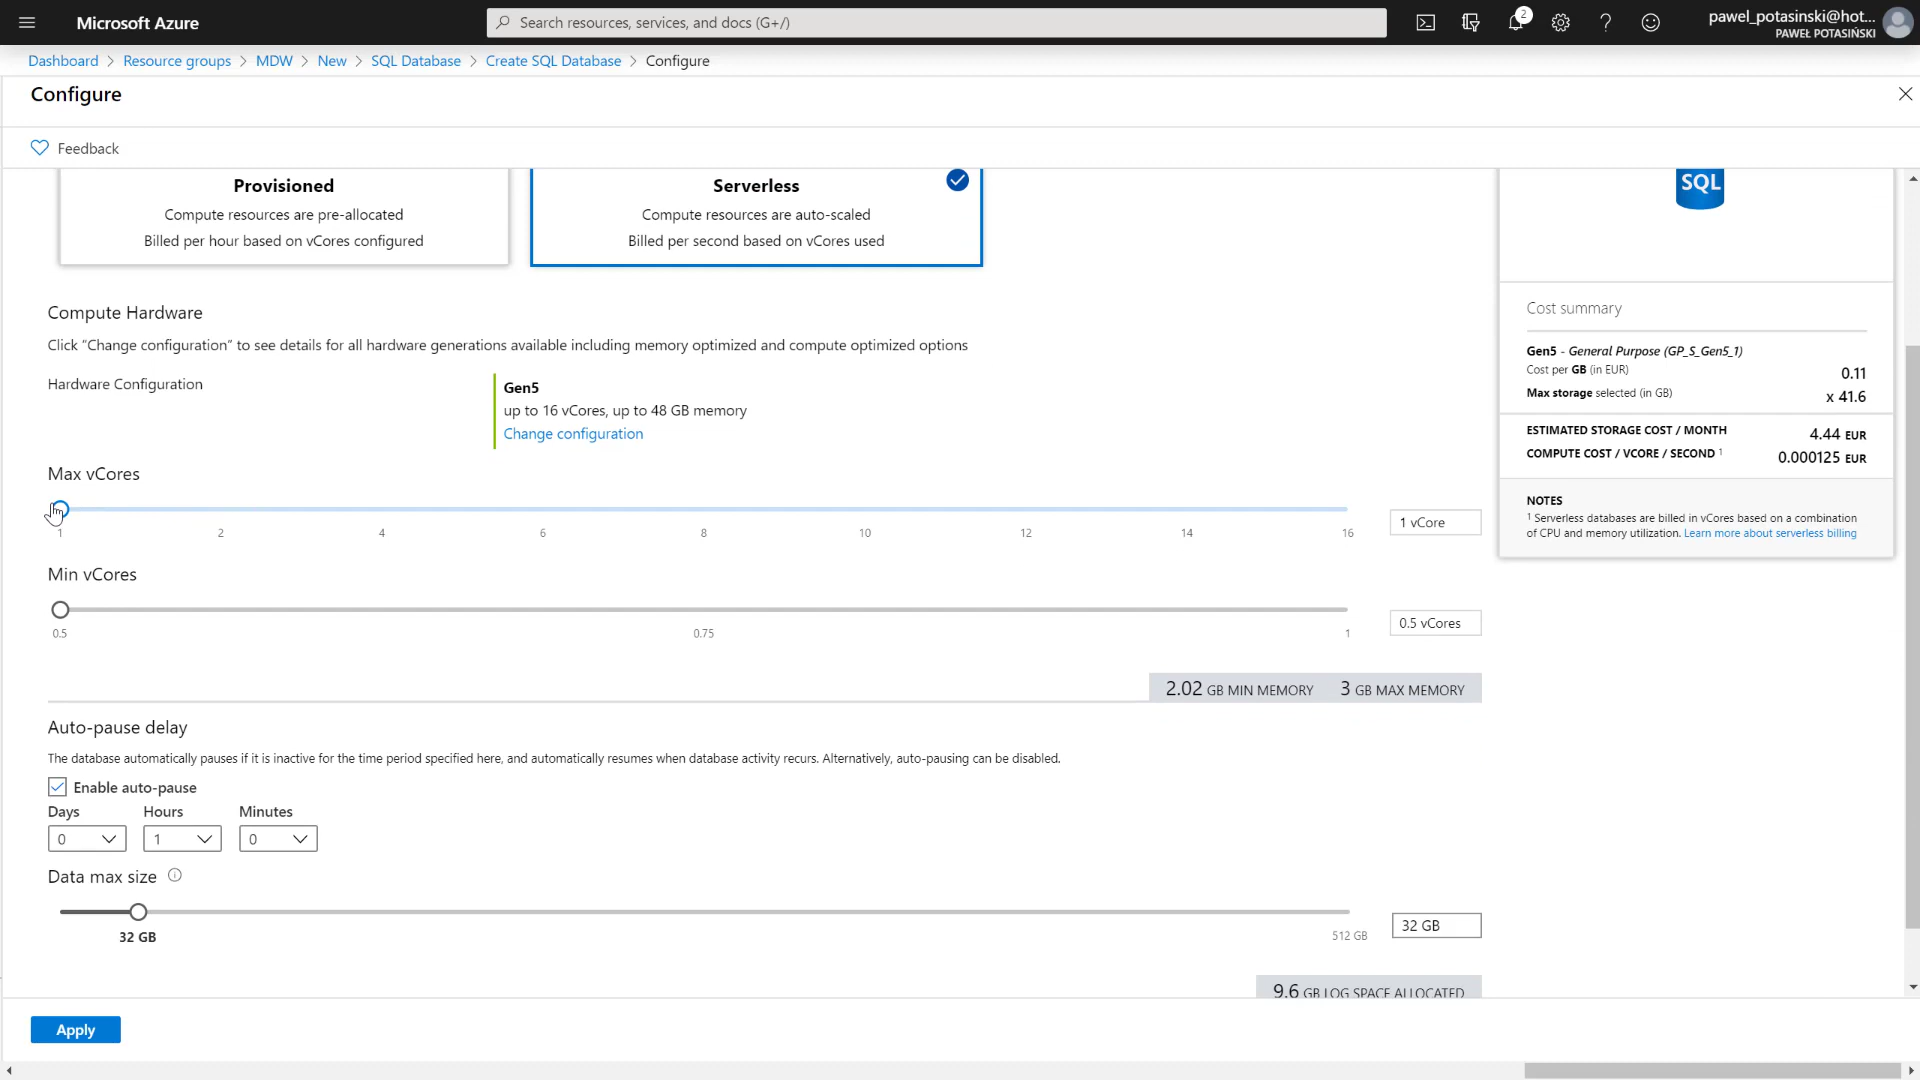 Microsoft Azure
Search resources, services, and docs (G+/)
2
pawel_potasinski@hot...
PAWEŁ POTASIŃSKI
Dashboard > Resource groups > MDW > New > SQL Database > Create SQL Database > Configure
Configure
Feedback
Provisioned
Compute resources are pre-allocated
Billed per hour based on vCores configured
Serverless
Compute resources are auto-scaled
Billed per second based on vCores used
SQL
Compute Hardware
Click "Change configuration" to see details for all hardware generations available including memory optimized and compute optimized options
Hardware Configuration
Gen5
up to 16 vCores, up to 48 GB memory
Change configuration
Max vCores
1 2 4 6 8 10 12 14 16
1 vCore
Min vCores
0.5 0.75 1
0.5 vCores
2.02 GB MIN MEMORY 3 GB MAX MEMORY
Auto-pause delay
The database automatically pauses if it is inactive for the time period specified here, and automatically resumes when database activity recurs. Alternatively, auto-pausing can be disabled.
Enable auto-pause
Days Hours Minutes
0 1 0
Data max size
32 GB
512 GB
32 GB
9.6 GB LOG SPACE ALLOCATED
Cost summary
Gen5 - General Purpose (GP_S_Gen5_1)
Cost per GB (in EUR) 0.11
Max storage selected (in GB) x 41.6
ESTIMATED STORAGE COST / MONTH 4.44 EUR
COMPUTE COST / VCORE / SECOND ¹ 0.000125 EUR
NOTES
¹ Serverless databases are billed in vCores based on a combination
of CPU and memory utilization. Learn more about serverless billing
Apply